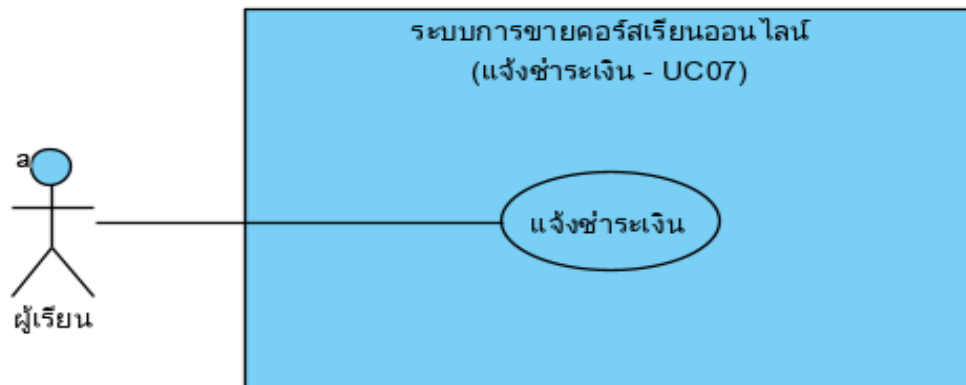 ระบบการขายคอร์สเรียนออนไลน์
(แจ้งชำระเงิน - UC07)
a
แจ้งชำระเงิน
ผู้เรียน